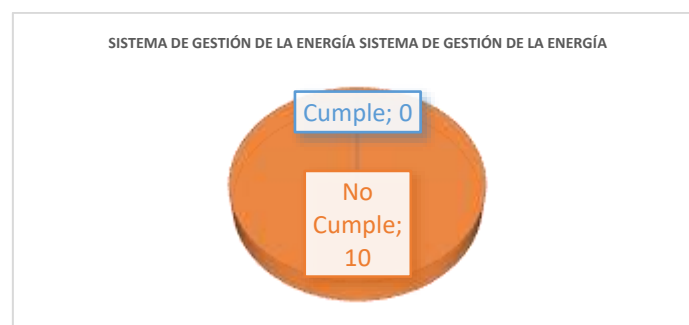 SISTEMA DE GESTIÓN DE LA ENERGÍA SISTEMA DE GESTIÓN DE LA ENERGÍA
Cumple; 0
No
Cumple;
10